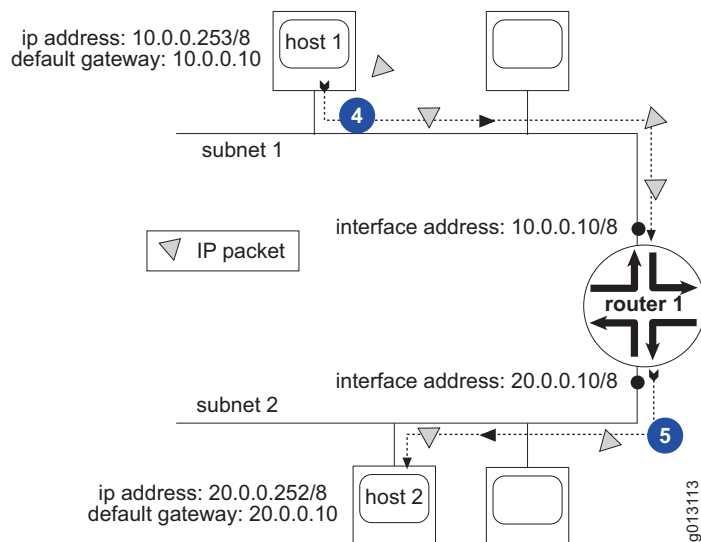 ip address: 10.0.0.253/8
default gateway: 10.0.0.10
host 1
4
subnet 1
interface address: 10.0.0.10/8
IP packet
router 1
interface address: 20.0.0.10/8
subnet 2
5
ip address: 20.0.0.252/8
default gateway: 20.0.0.10
host 2
g013113